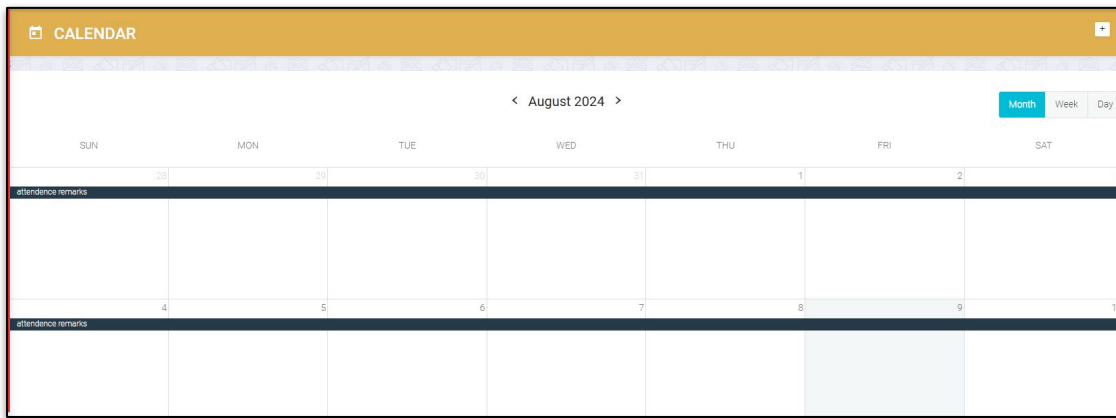 CALENDAR
+
< August 2024 >
Month Week Day
SUN MON TUE WED THU FRI SAT
28 29 30 31 1 2
attendence remarks
4 5 6 7 8 9 1
attendence remarks